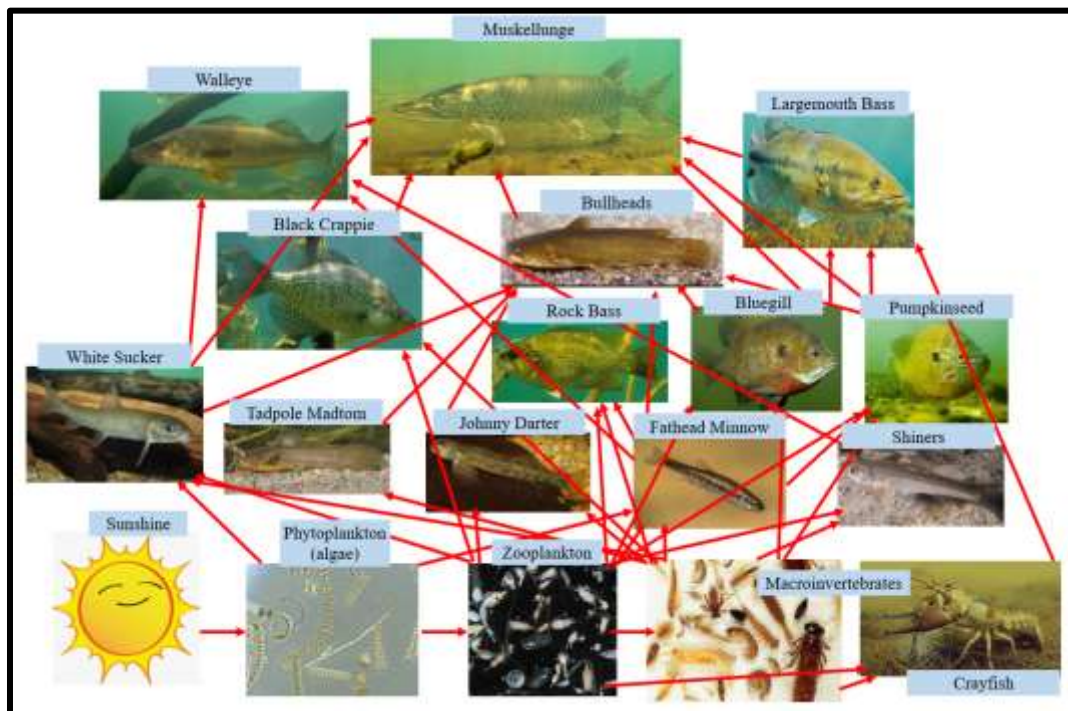 Muskellunge
Walleye
Largemouth Bass
Bullheads
Black Crappie
Rock Bass
Bluegill
Pumpkinseed
White Sucker
Tadpole Madtom
Johnny Darter
Fathead Minnow
Shiners
Sunshine
Phytoplankton
(algae)
Zooplankton
Macroinvertebrates
Crayfish